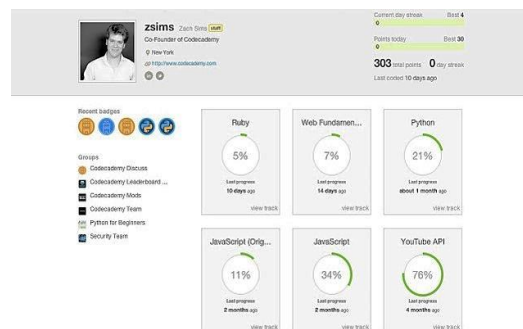 zsims Zach Sims staff
Co-Founder of Codecademy
New York
http://www.codecademy.com
Current day streak Best 4
0
Points today Best 30
0
303 total points 0 day streak
Last coded 10 days ago
Recent badges
Groups
Codecademy Discuss
Codecademy Leaderboard ...
Codecademy Mods
Codecademy Team
Python for Beginners
Security Team
Ruby
5%
Last progress
10 days ago
view track
Web Fundamen...
7%
Last progress
14 days ago
view track
Python
21%
Last progress
about 1 month ago
view track
JavaScript (Orig...
11%
Last progress
2 months ago
view track
JavaScript
34%
Last progress
2 months ago
view track
YouTube API
76%
Last progress
4 months ago
view track